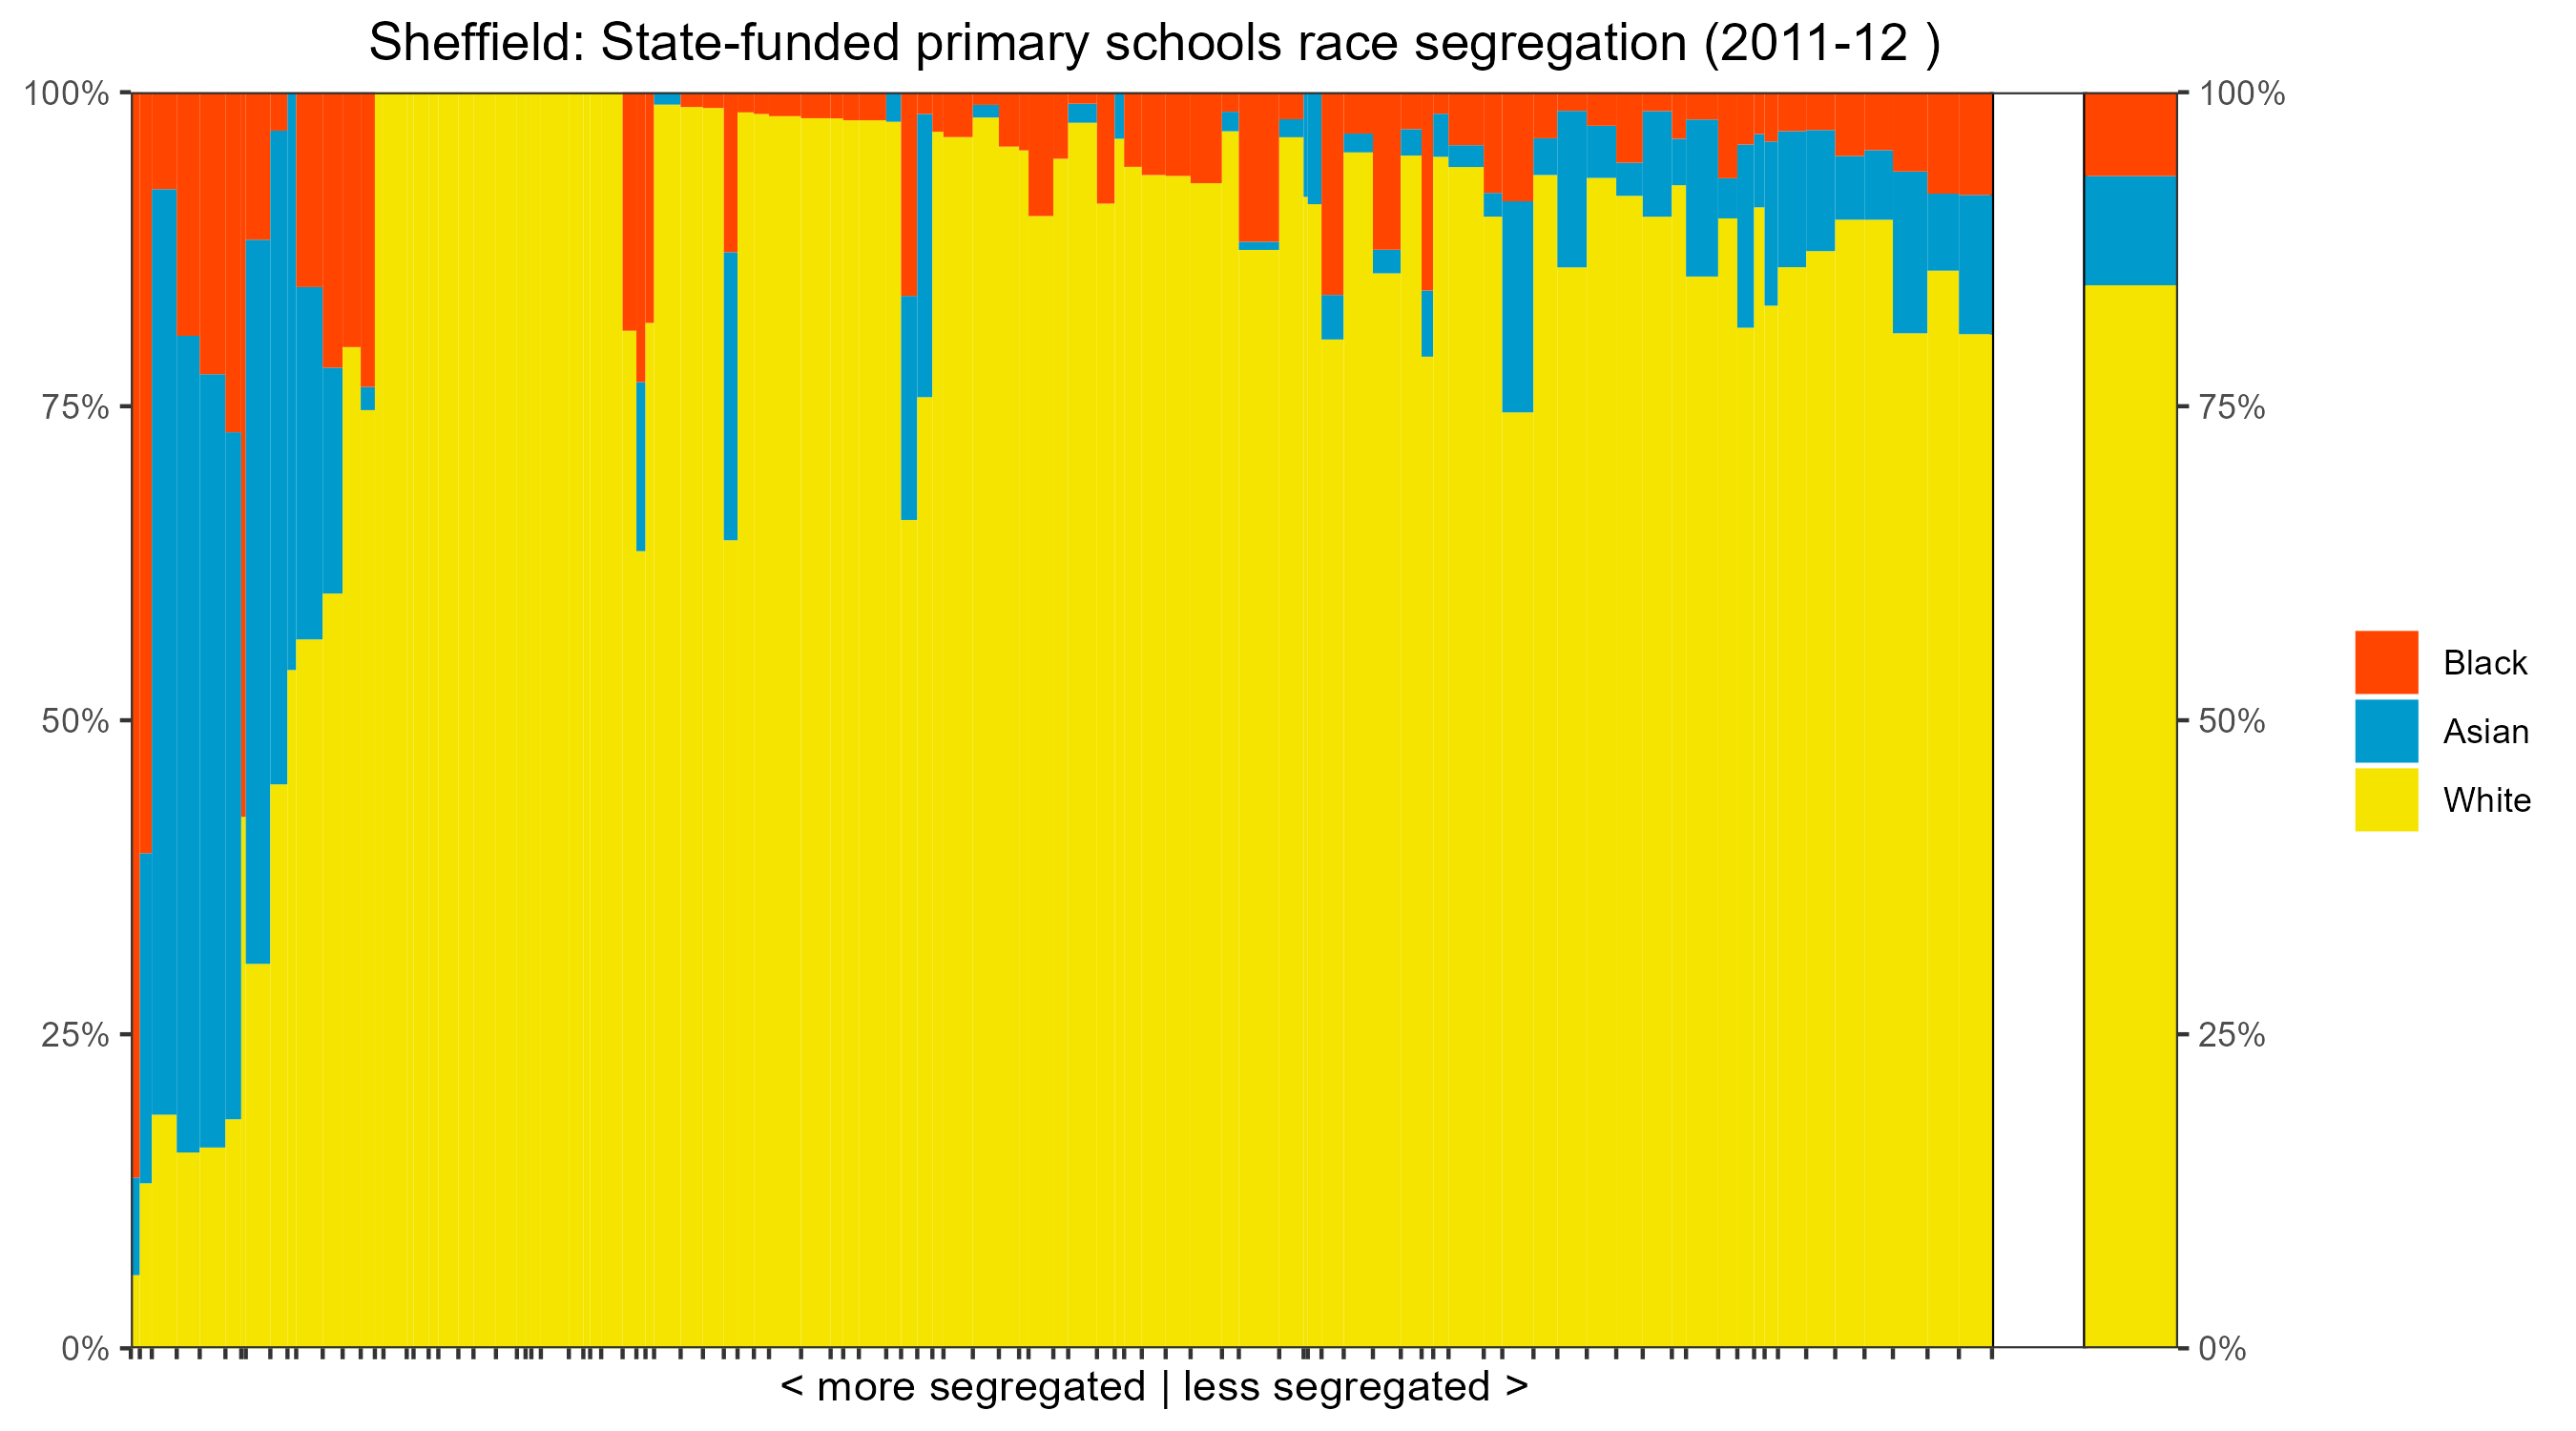 Sheffield: State-funded primary schools race segregation (2011-12 )
100%
75%
50%
25%
0%
100%
75%
50%
25%
0%
Black
Asian
White
< more segregated | less segregated >